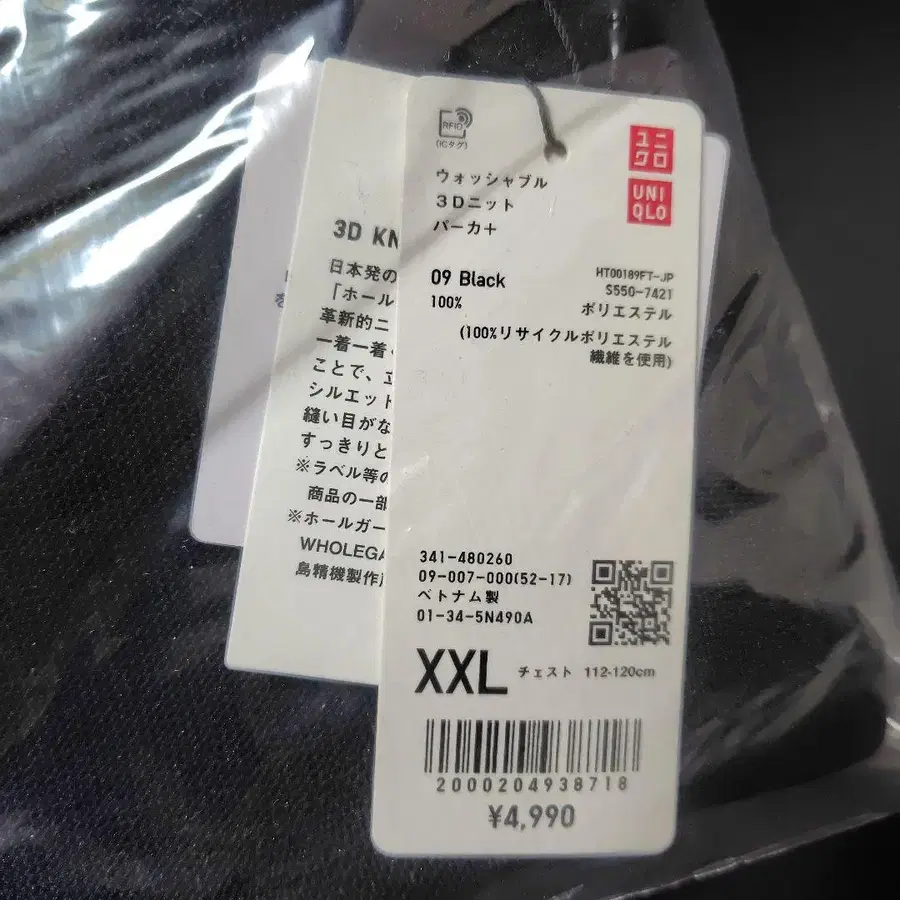 RFID
(ICタグ)
ユニ
クロ
UNI
QLO
ウォッシャブル
3Dニット
パーカ+
09 Black
HT00189FT-JP
S550-7421
100%
ポリエステル
(100%リサイクルポリエステル
繊維を使用)
341-480260
09-007-000(52-17)
ベトナム製
01-34-5N490A
XXL チェスト 112-120cm
2000204938718
¥4,990
3D KN
日本発の
「ホール
革新的ニ
一着一着
ことで、立
シルエット
縫い目がな
すっきりと
※ラベル等の
商品の一部
※ホールガー
WHOLEGA
島精機製作所
を